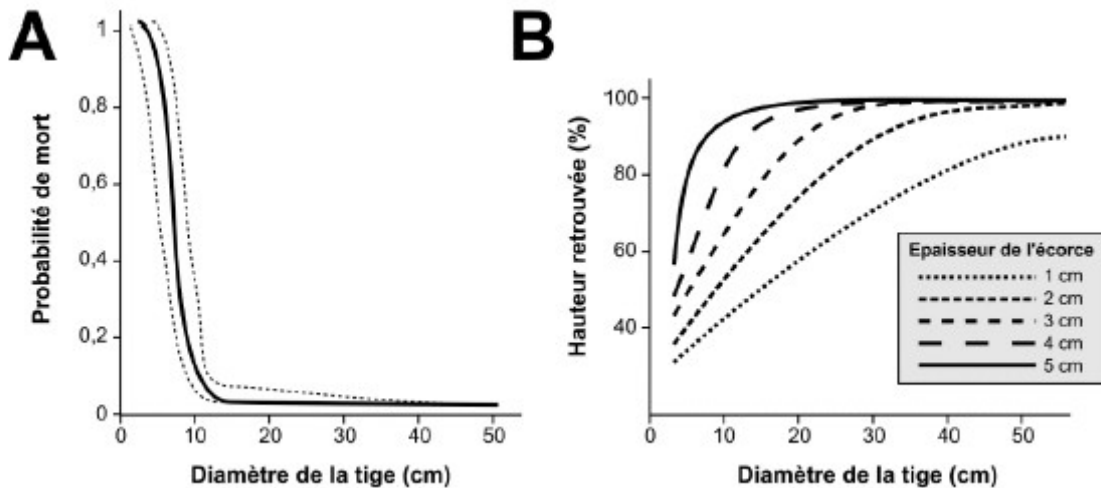 A
Probabilité de mort
1
0,8
0,6
0,4
0,2
0
0 10 20 30 40 50
Diamètre de la tige (cm)
B
Hauteur retrouvée (%)
100
80
60
40
0 10 20 30 40 50
Diamètre de la tige (cm)
Epaisseur de l'écorce
1 cm
2 cm
3 cm
4 cm
5 cm